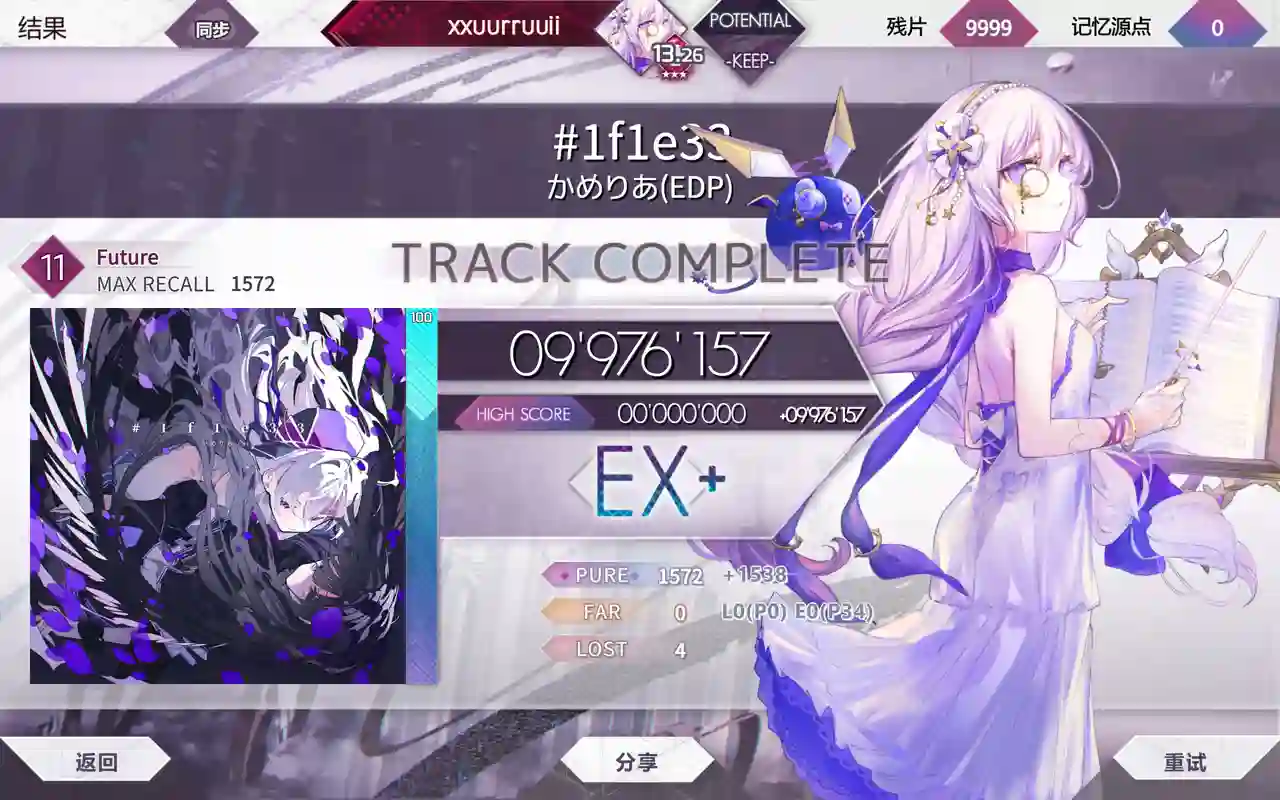 结果
同步
xxuurruuii
13.26
POTENTIAL
-KEEP-
残片
9999
记忆源点
0
#1f1e33
かめりあ(EDP)
11
Future
MAX RECALL 1572
TRACK COMPLETE
100
09'976'157
HIGH SCORE 00'000'000 +09'976'157
#1f1e33
EX+
PURE 1572 +1538
FAR 0 L0(P0) E0(P34)
LOST 4
返回
分享
重试